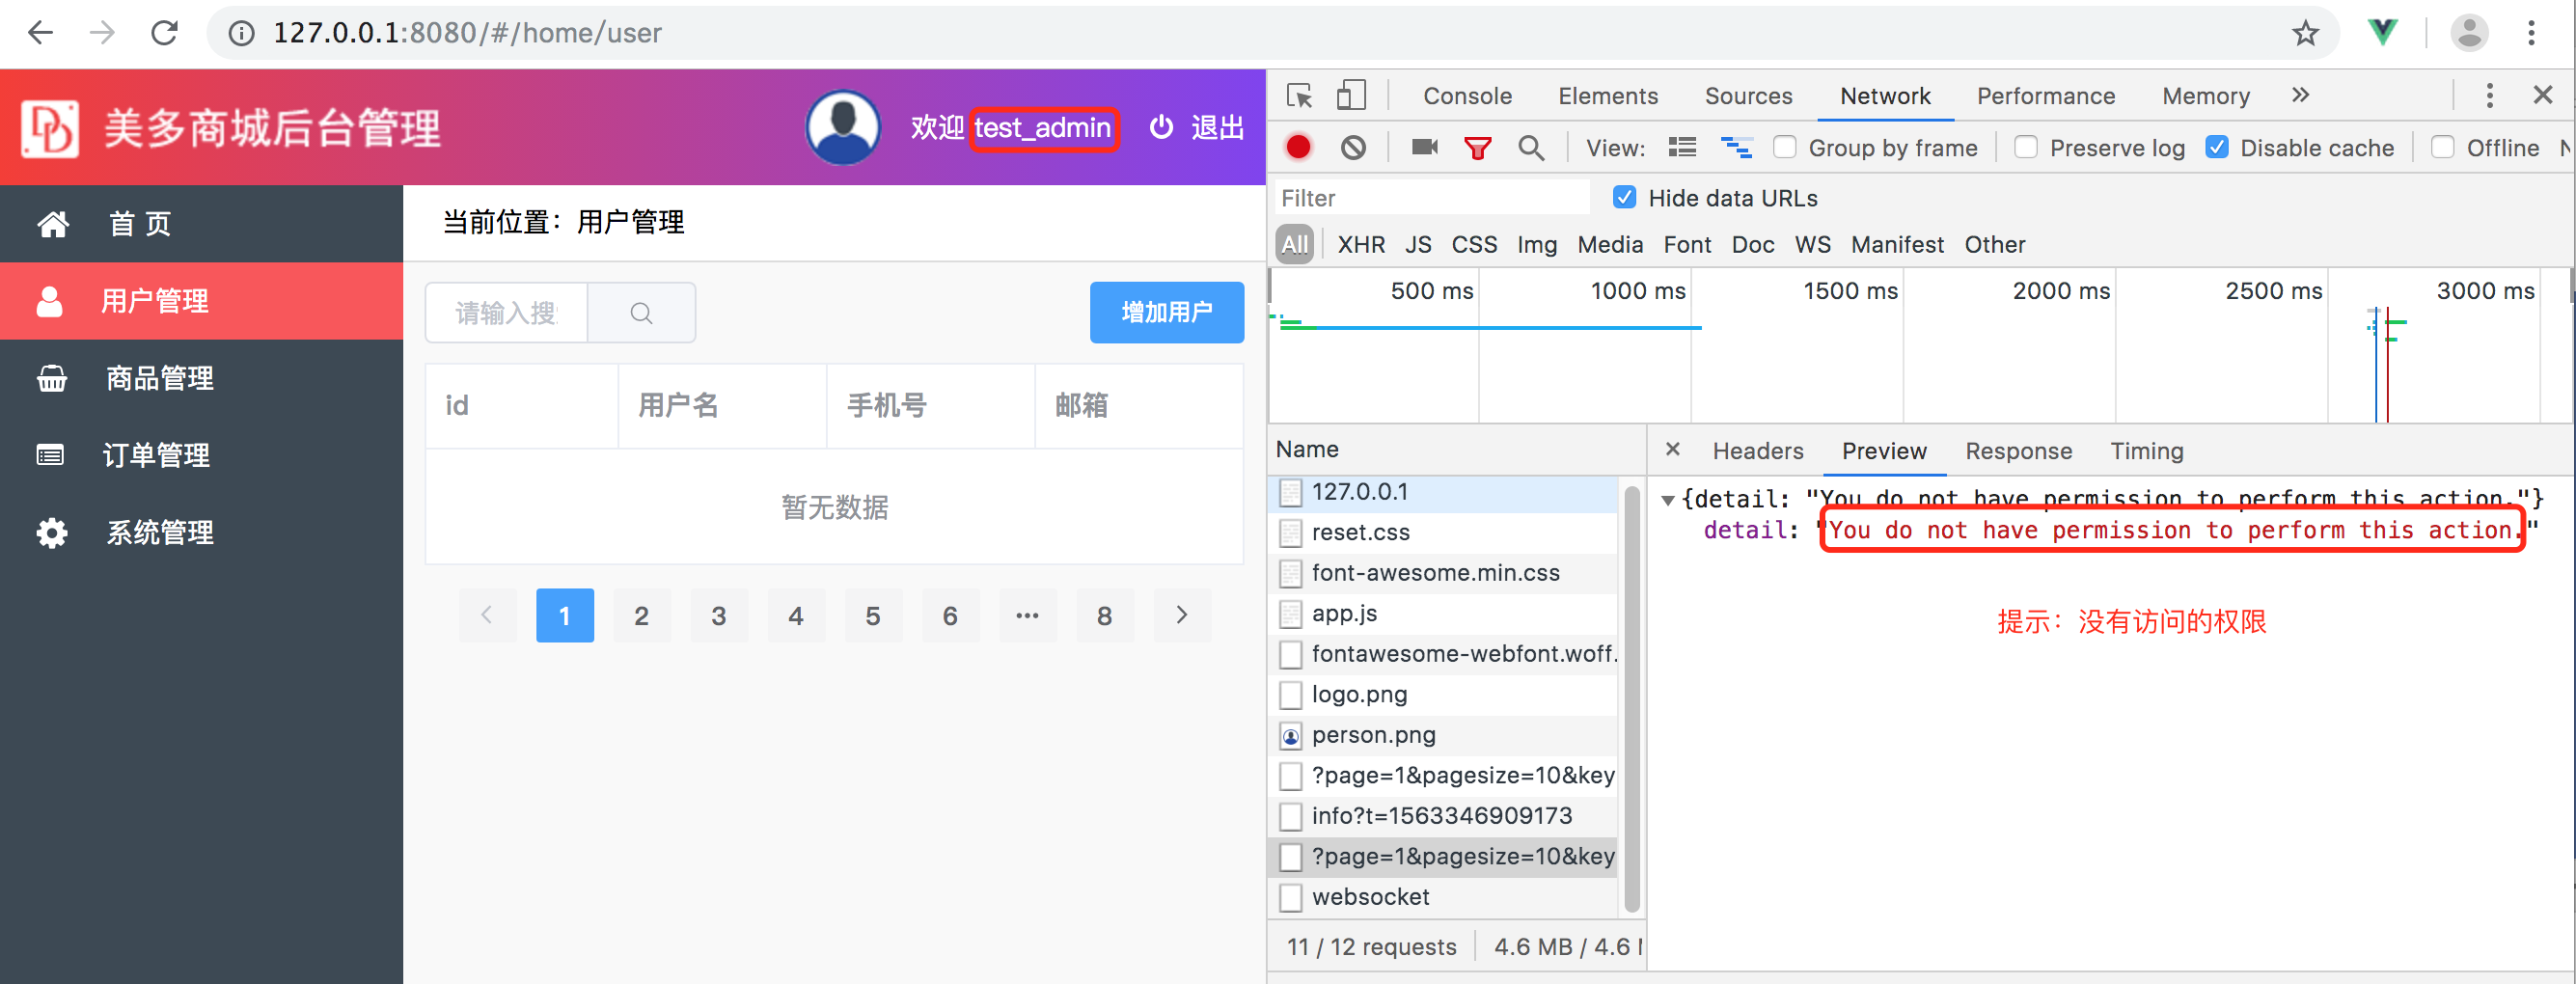 127.0.0.1:8080/#/home/user
美多商城后台管理
欢迎 test_admin 退出
首 页
用户管理
商品管理
订单管理
系统管理
当前位置：用户管理
请输入搜
增加用户
id 用户名 手机号 邮箱
暂无数据
1 2 3 4 5 6 ••• 8
Console Elements Sources Network Performance Memory »
View: Group by frame Preserve log Disable cache Offline
Filter Hide data URLs
All XHR JS CSS Img Media Font Doc WS Manifest Other
500 ms 1000 ms 1500 ms 2000 ms 2500 ms 3000 ms
Name
127.0.0.1
reset.css
font-awesome.min.css
app.js
fontawesome-webfont.woff.
logo.png
person.png
?page=1&pagesize=10&key
info?t=1563346909173
?page=1&pagesize=10&key
websocket
11 / 12 requests 4.6 MB / 4.6
× Headers Preview Response Timing
{detail: "You do not have permission to perform this action."}
detail: "You do not have permission to perform this action."
提示：没有访问的权限